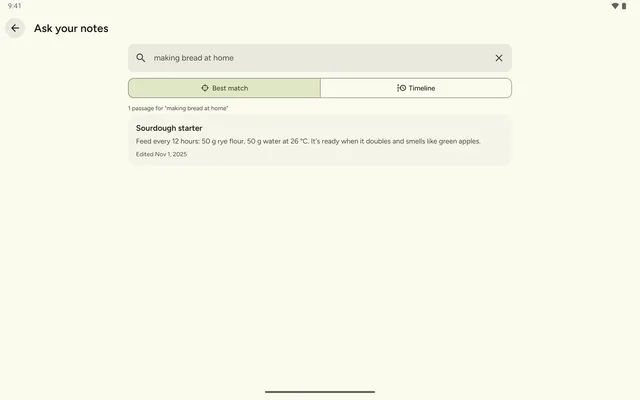 9:41
Ask your notes
making bread at home
Best match
Timeline
1 passage for "making bread at home"
Sourdough starter
Feed every 12 hours: 50 g rye flour, 50 g water at 26 °C. It's ready when it doubles and smells like green apples.
Edited Nov 1, 2025